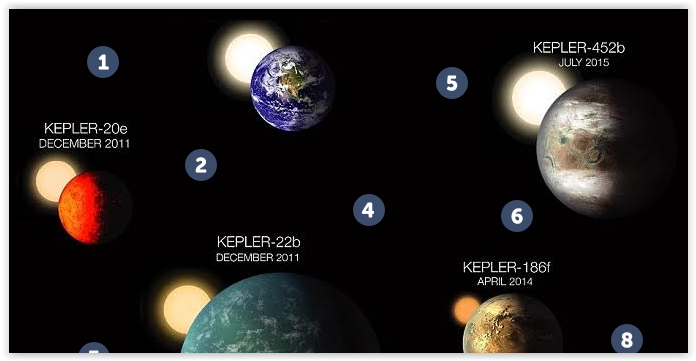 1
KEPLER-452b
JULY 2015
5
KEPLER-20e
DECEMBER 2011
2
4
6
KEPLER-22b
DECEMBER 2011
KEPLER-186f
APRIL 2014
8